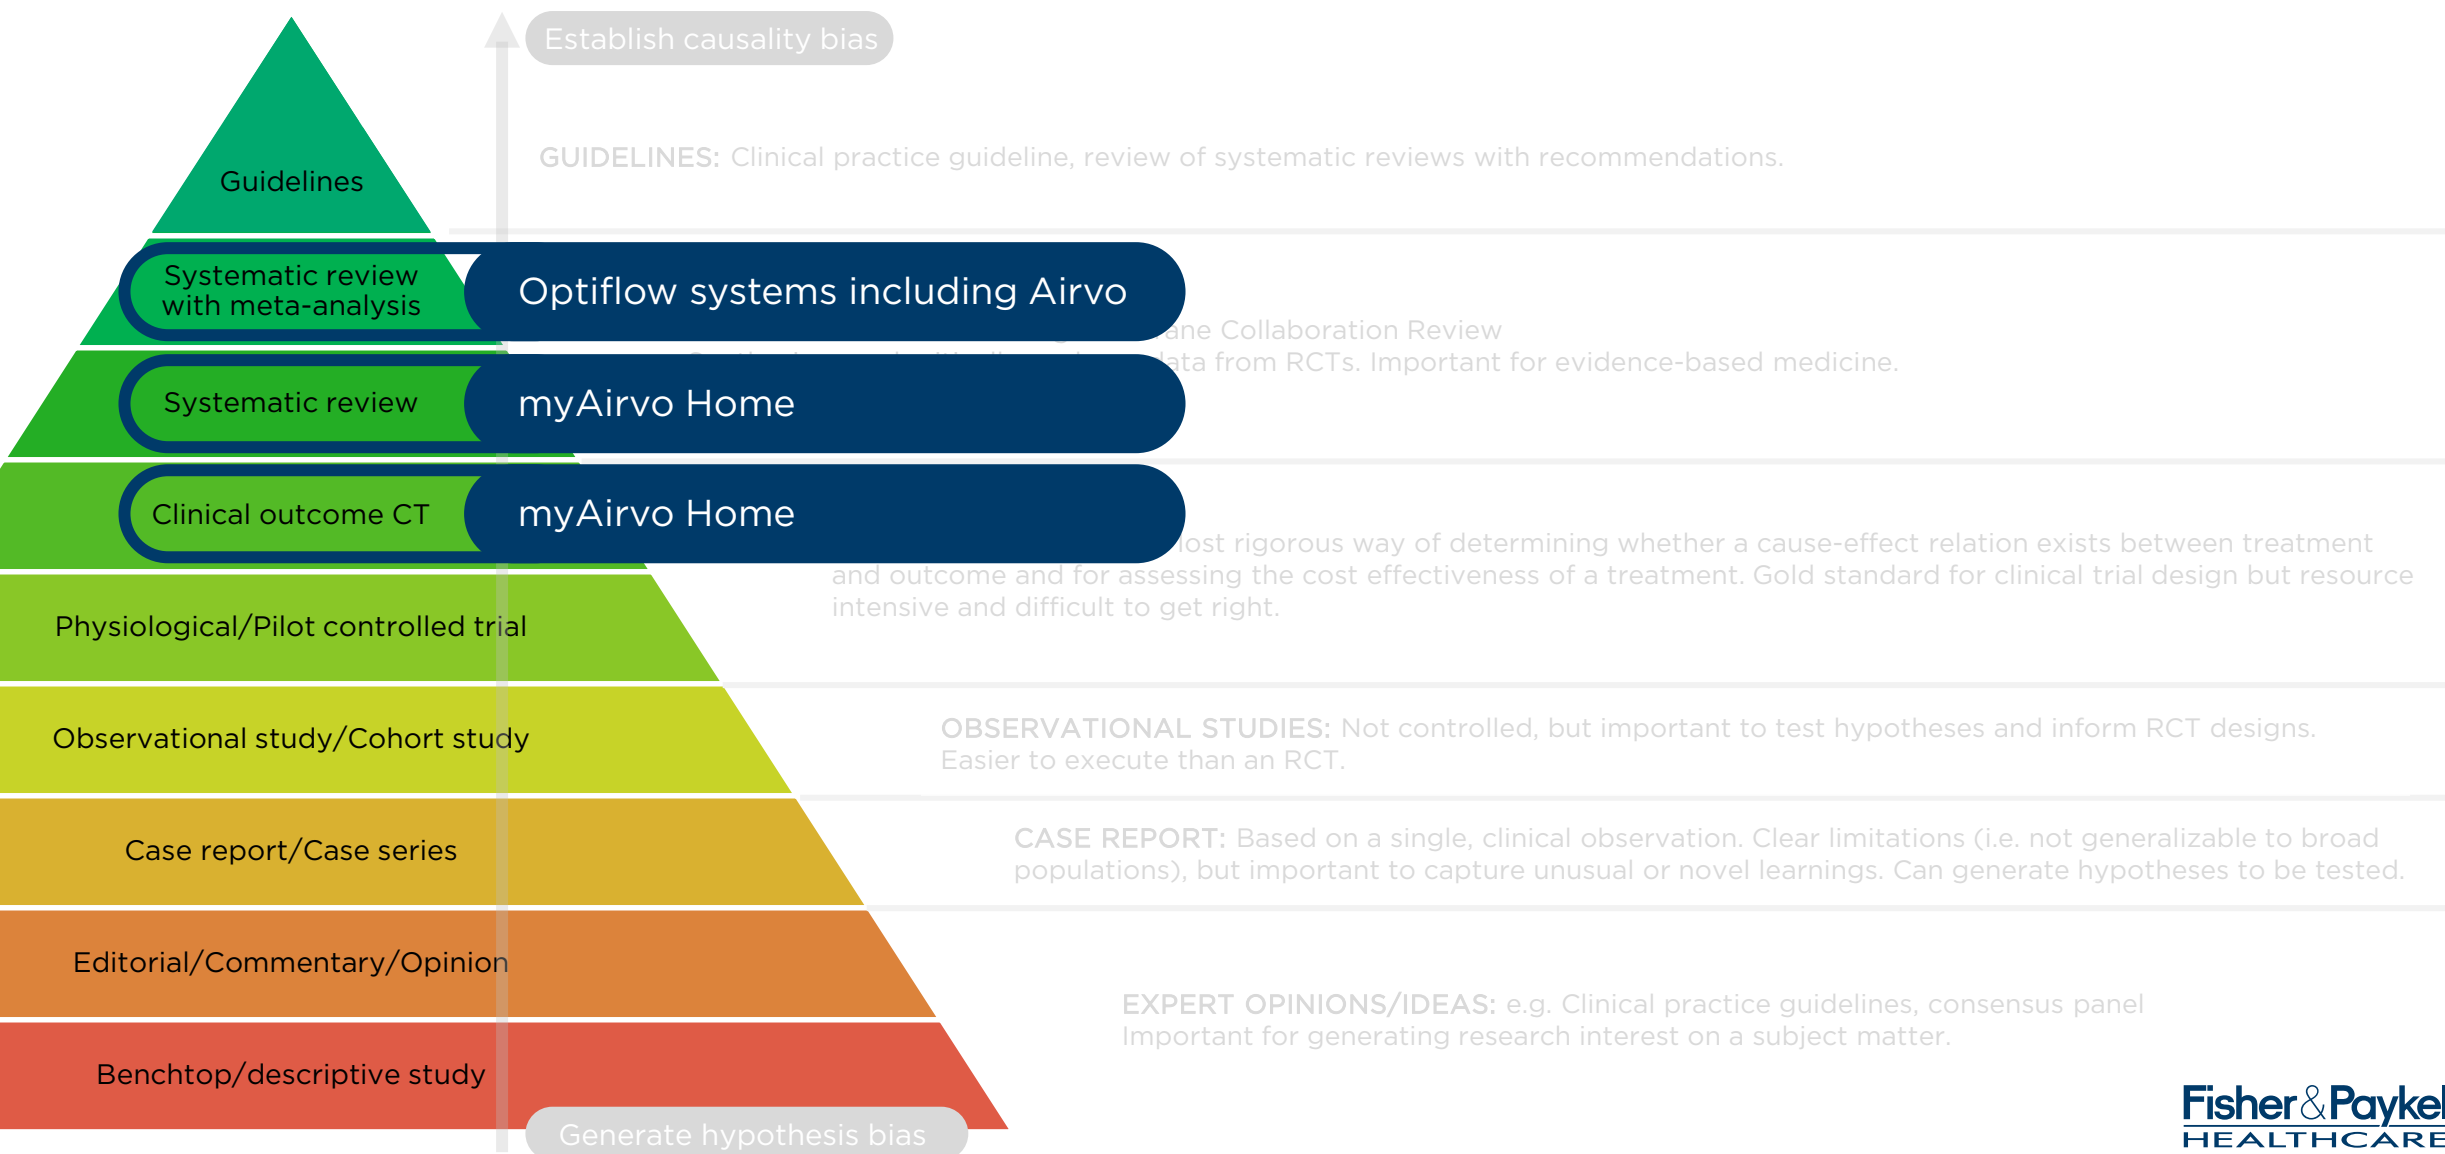 Establish causality bias
GUIDELINES: Clinical practice guideline, review of systematic reviews with recommendations.
Guidelines
Systematic review
with meta-analysis
Optiflow systems including Airvo
Collaboration Review
from RCTs. Important for evidence-based medicine.
Systematic review
myAirvo Home
Clinical outcome CT
myAirvo Home
rigorous way of determining whether a cause-effect relation exists between treatment
and outcome and for assessing the cost effectiveness of a treatment. Gold standard for clinical trial design but resource
intensive and difficult to get right.
Physiological/Pilot controlled trial
Observational study/Cohort study
OBSERVATIONAL STUDIES: Not controlled, but important to test hypotheses and inform RCT designs.
Easier to execute than an RCT.
Case report/Case series
CASE REPORT: Based on a single, clinical observation. Clear limitations (i.e. not generalizable to broad
populations), but important to capture unusual or novel learnings. Can generate hypotheses to be tested.
Editorial/Commentary/Opinion
EXPERT OPINIONS/IDEAS: e.g. Clinical practice guidelines, consensus panel
Important for generating research interest on a subject matter.
Benchtop/descriptive study
Generate hypothesis bias
Fisher&Paykel
HEALTHCARE